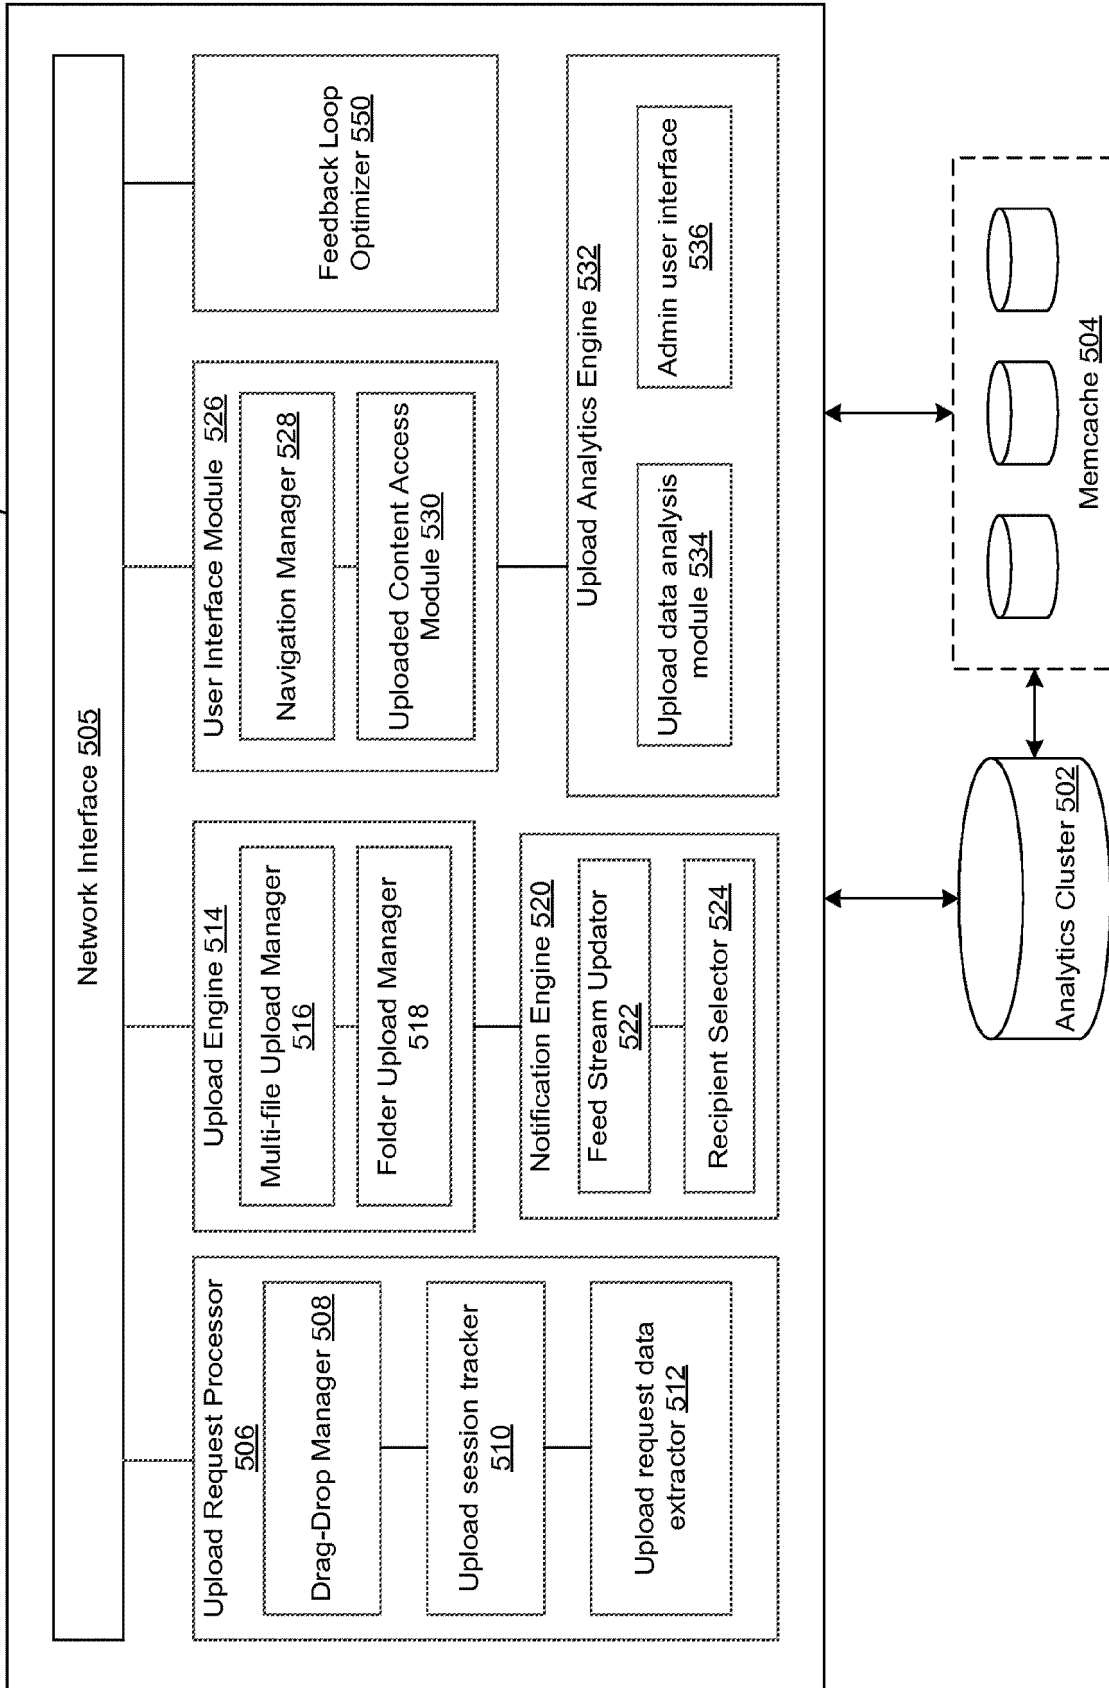 Network Interface 505
Upload Request Processor
506
Drag-Drop Manager 508
Upload session tracker
510
Upload request data
extractor 512
Upload Engine 514
Multi-file Upload Manager
516
Folder Upload Manager
518
Notification Engine 520
Feed Stream Updator
522
Recipient Selector 524
User Interface Module 526
Navigation Manager 528
Uploaded Content Access
Module 530
Feedback Loop
Optimizer 550
Upload Analytics Engine 532
Upload data analysis
module 534
Admin user interface
536
Analytics Cluster 502
Memcache 504